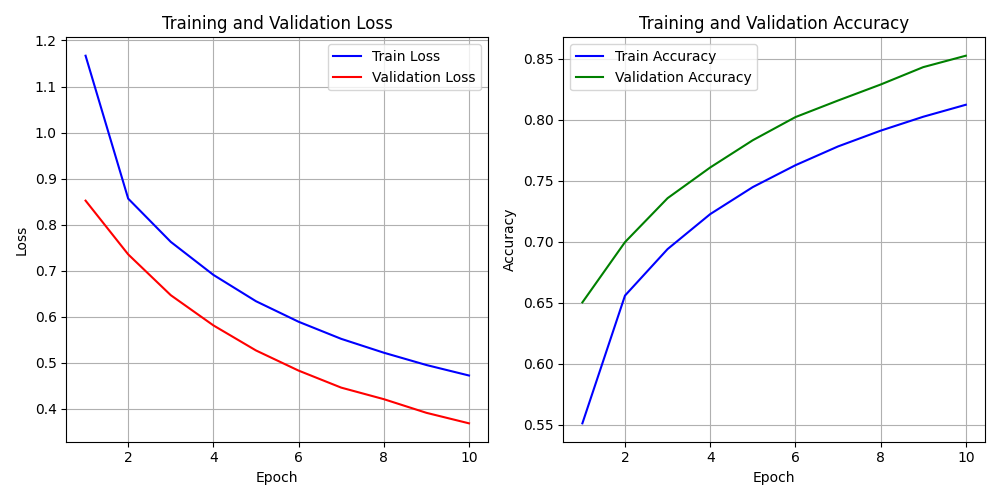 Training and Validation Loss
Train Loss
Validation Loss
1.2
1.1
1.0
0.9
0.8
0.7
0.6
0.5
0.4
Loss
2 4 6 8 10
Epoch
Training and Validation Accuracy
Train Accuracy
Validation Accuracy
0.85
0.80
0.75
0.70
0.65
0.60
0.55
Accuracy
2 4 6 8 10
Epoch